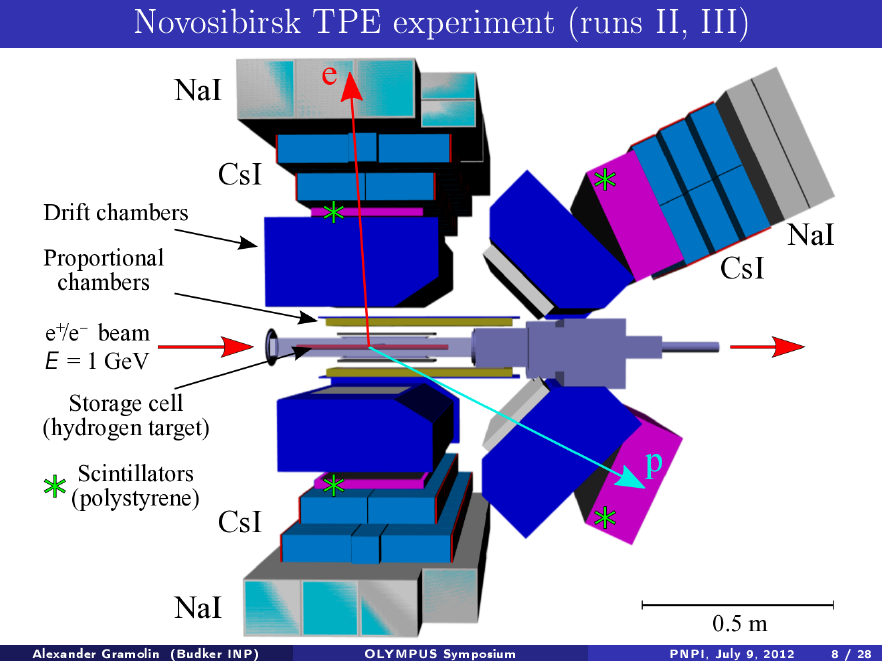 Novosibirsk TPE experiment (runs II, III)
NaI
e
CsI
Drift chambers
Proportional
chambers
e⁺/e⁻ beam
E = 1 GeV
Storage cell
(hydrogen target)
* Scintillators
(polystyrene)
CsI
NaI
NaI
CsI
p
0.5 m
Alexander Gramolin (Budker INP)
OLYMPUS Symposium
PNPI, July 9, 2012
8 / 28